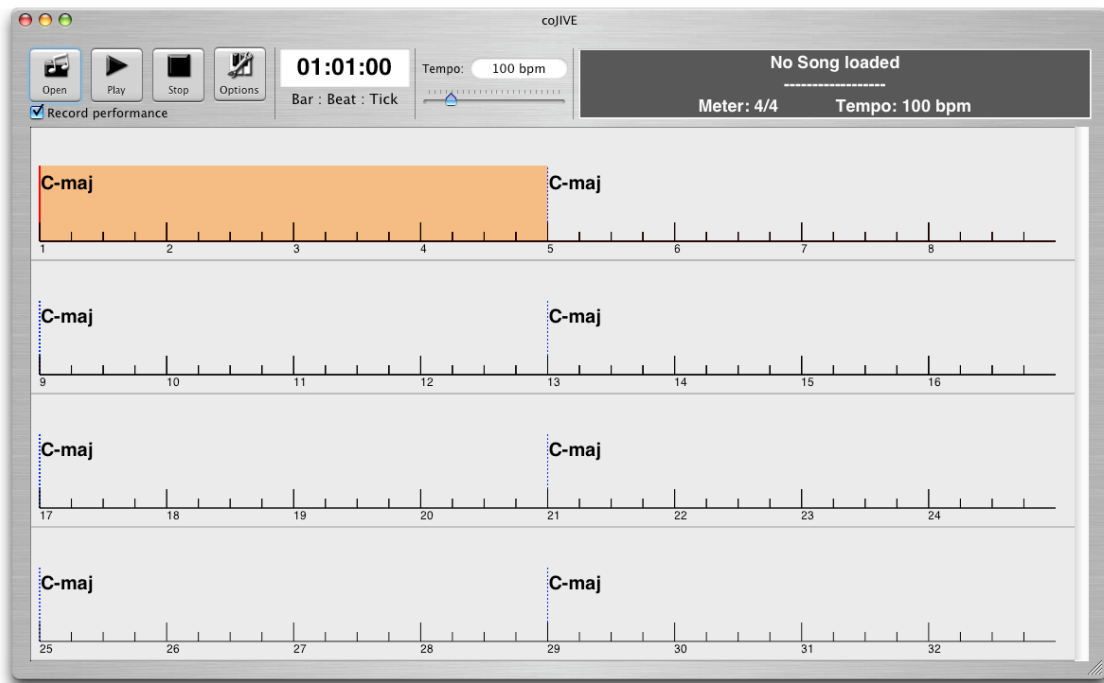 coJIVE
Open Play Stop Options
Record performance
01:01:00
Bar : Beat : Tick
Tempo: 100 bpm
No Song loaded
------------------
Meter: 4/4 Tempo: 100 bpm
C-maj C-maj
1 2 3 4 5 6 7 8
C-maj C-maj
9 10 11 12 13 14 15 16
C-maj C-maj
17 18 19 20 21 22 23 24
C-maj C-maj
25 26 27 28 29 30 31 32